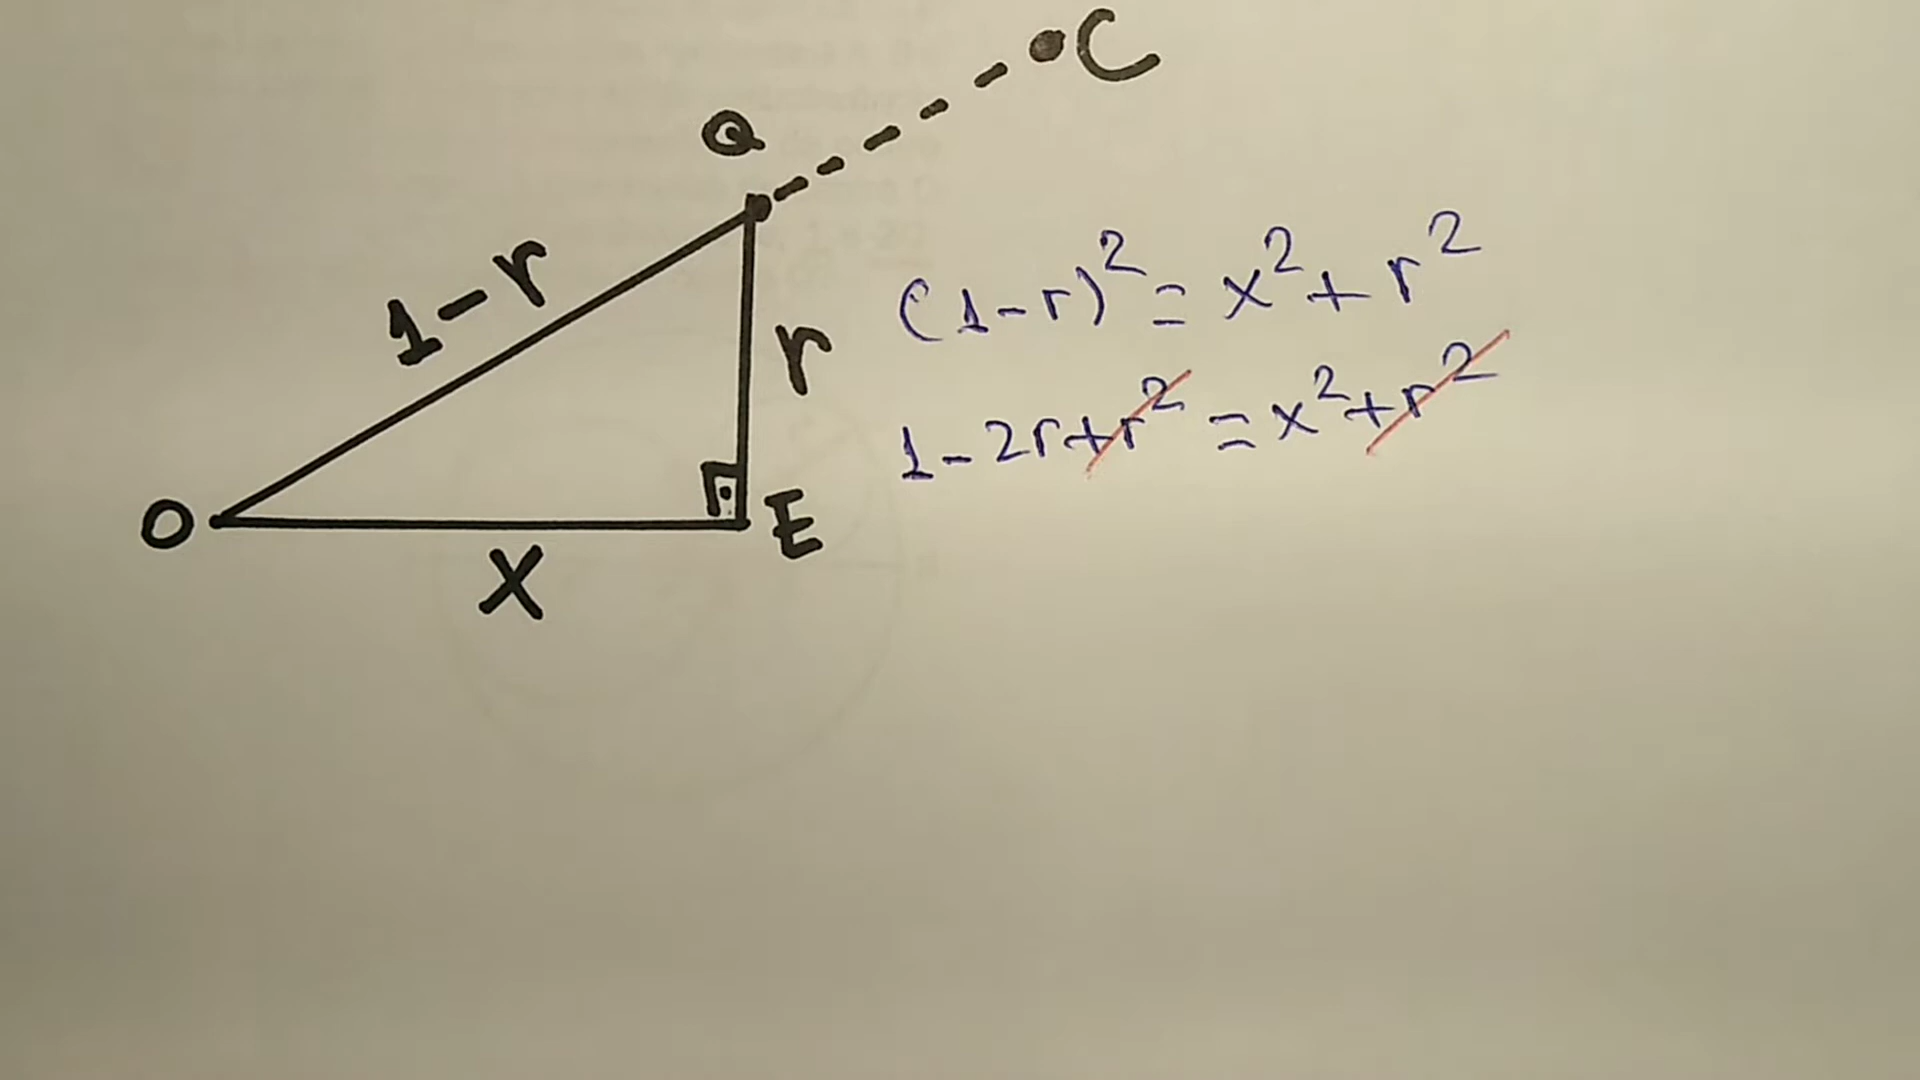 C
Q
1-r
r
O
E
x
(1-r)² = x² + r²
1-2r+r² = x²+r²